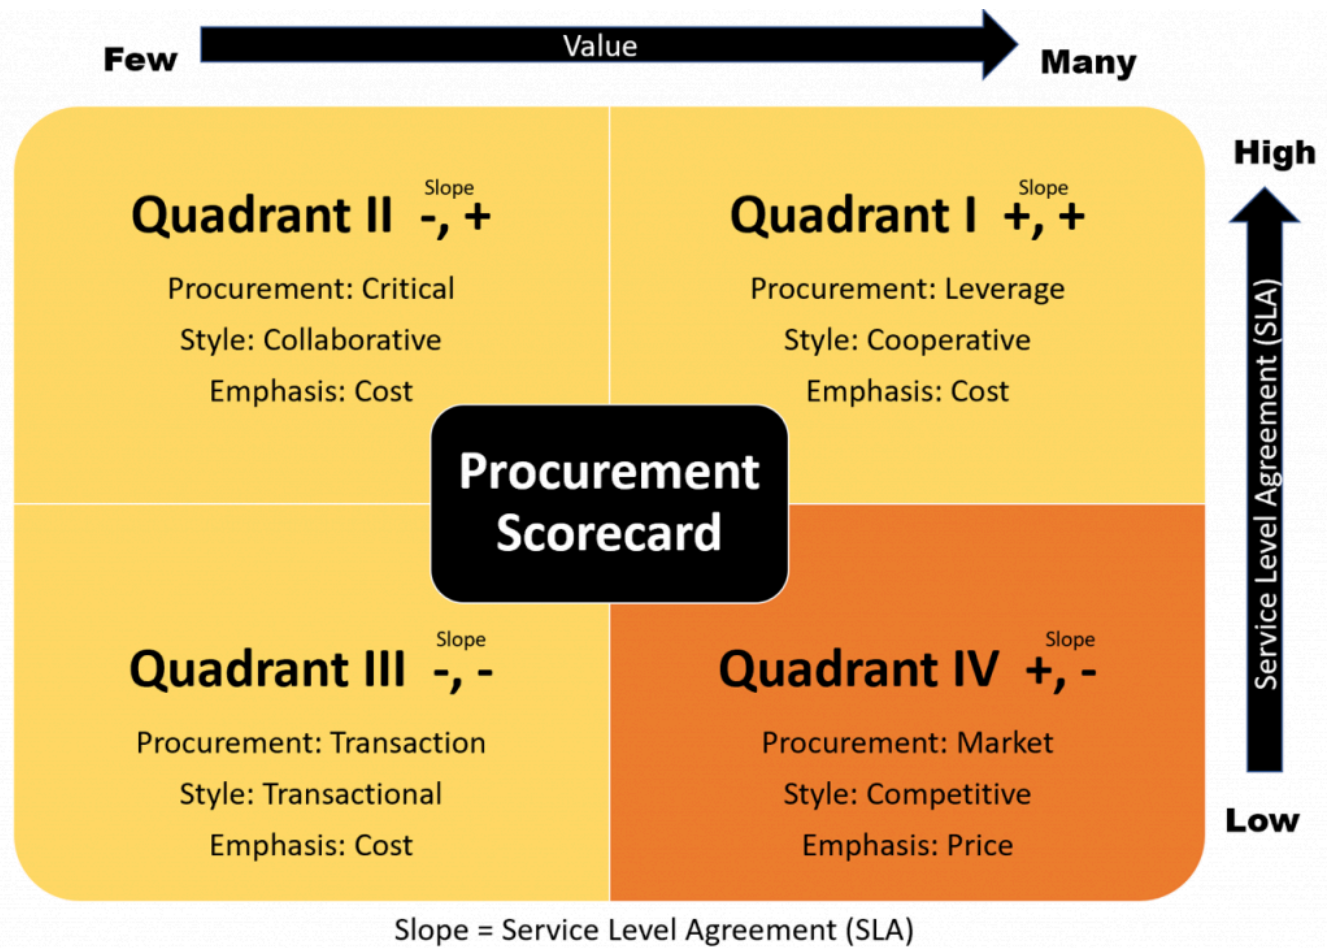 Few
Value
Many
High
Service Level Agreement (SLA)
Low
Slope
Quadrant II -, +
Procurement: Critical
Style: Collaborative
Emphasis: Cost
Slope
Quadrant I +, +
Procurement: Leverage
Style: Cooperative
Emphasis: Cost
Procurement
Scorecard
Slope
Quadrant III -, -
Procurement: Transaction
Style: Transactional
Emphasis: Cost
Slope
Quadrant IV +, -
Procurement: Market
Style: Competitive
Emphasis: Price
Slope = Service Level Agreement (SLA)